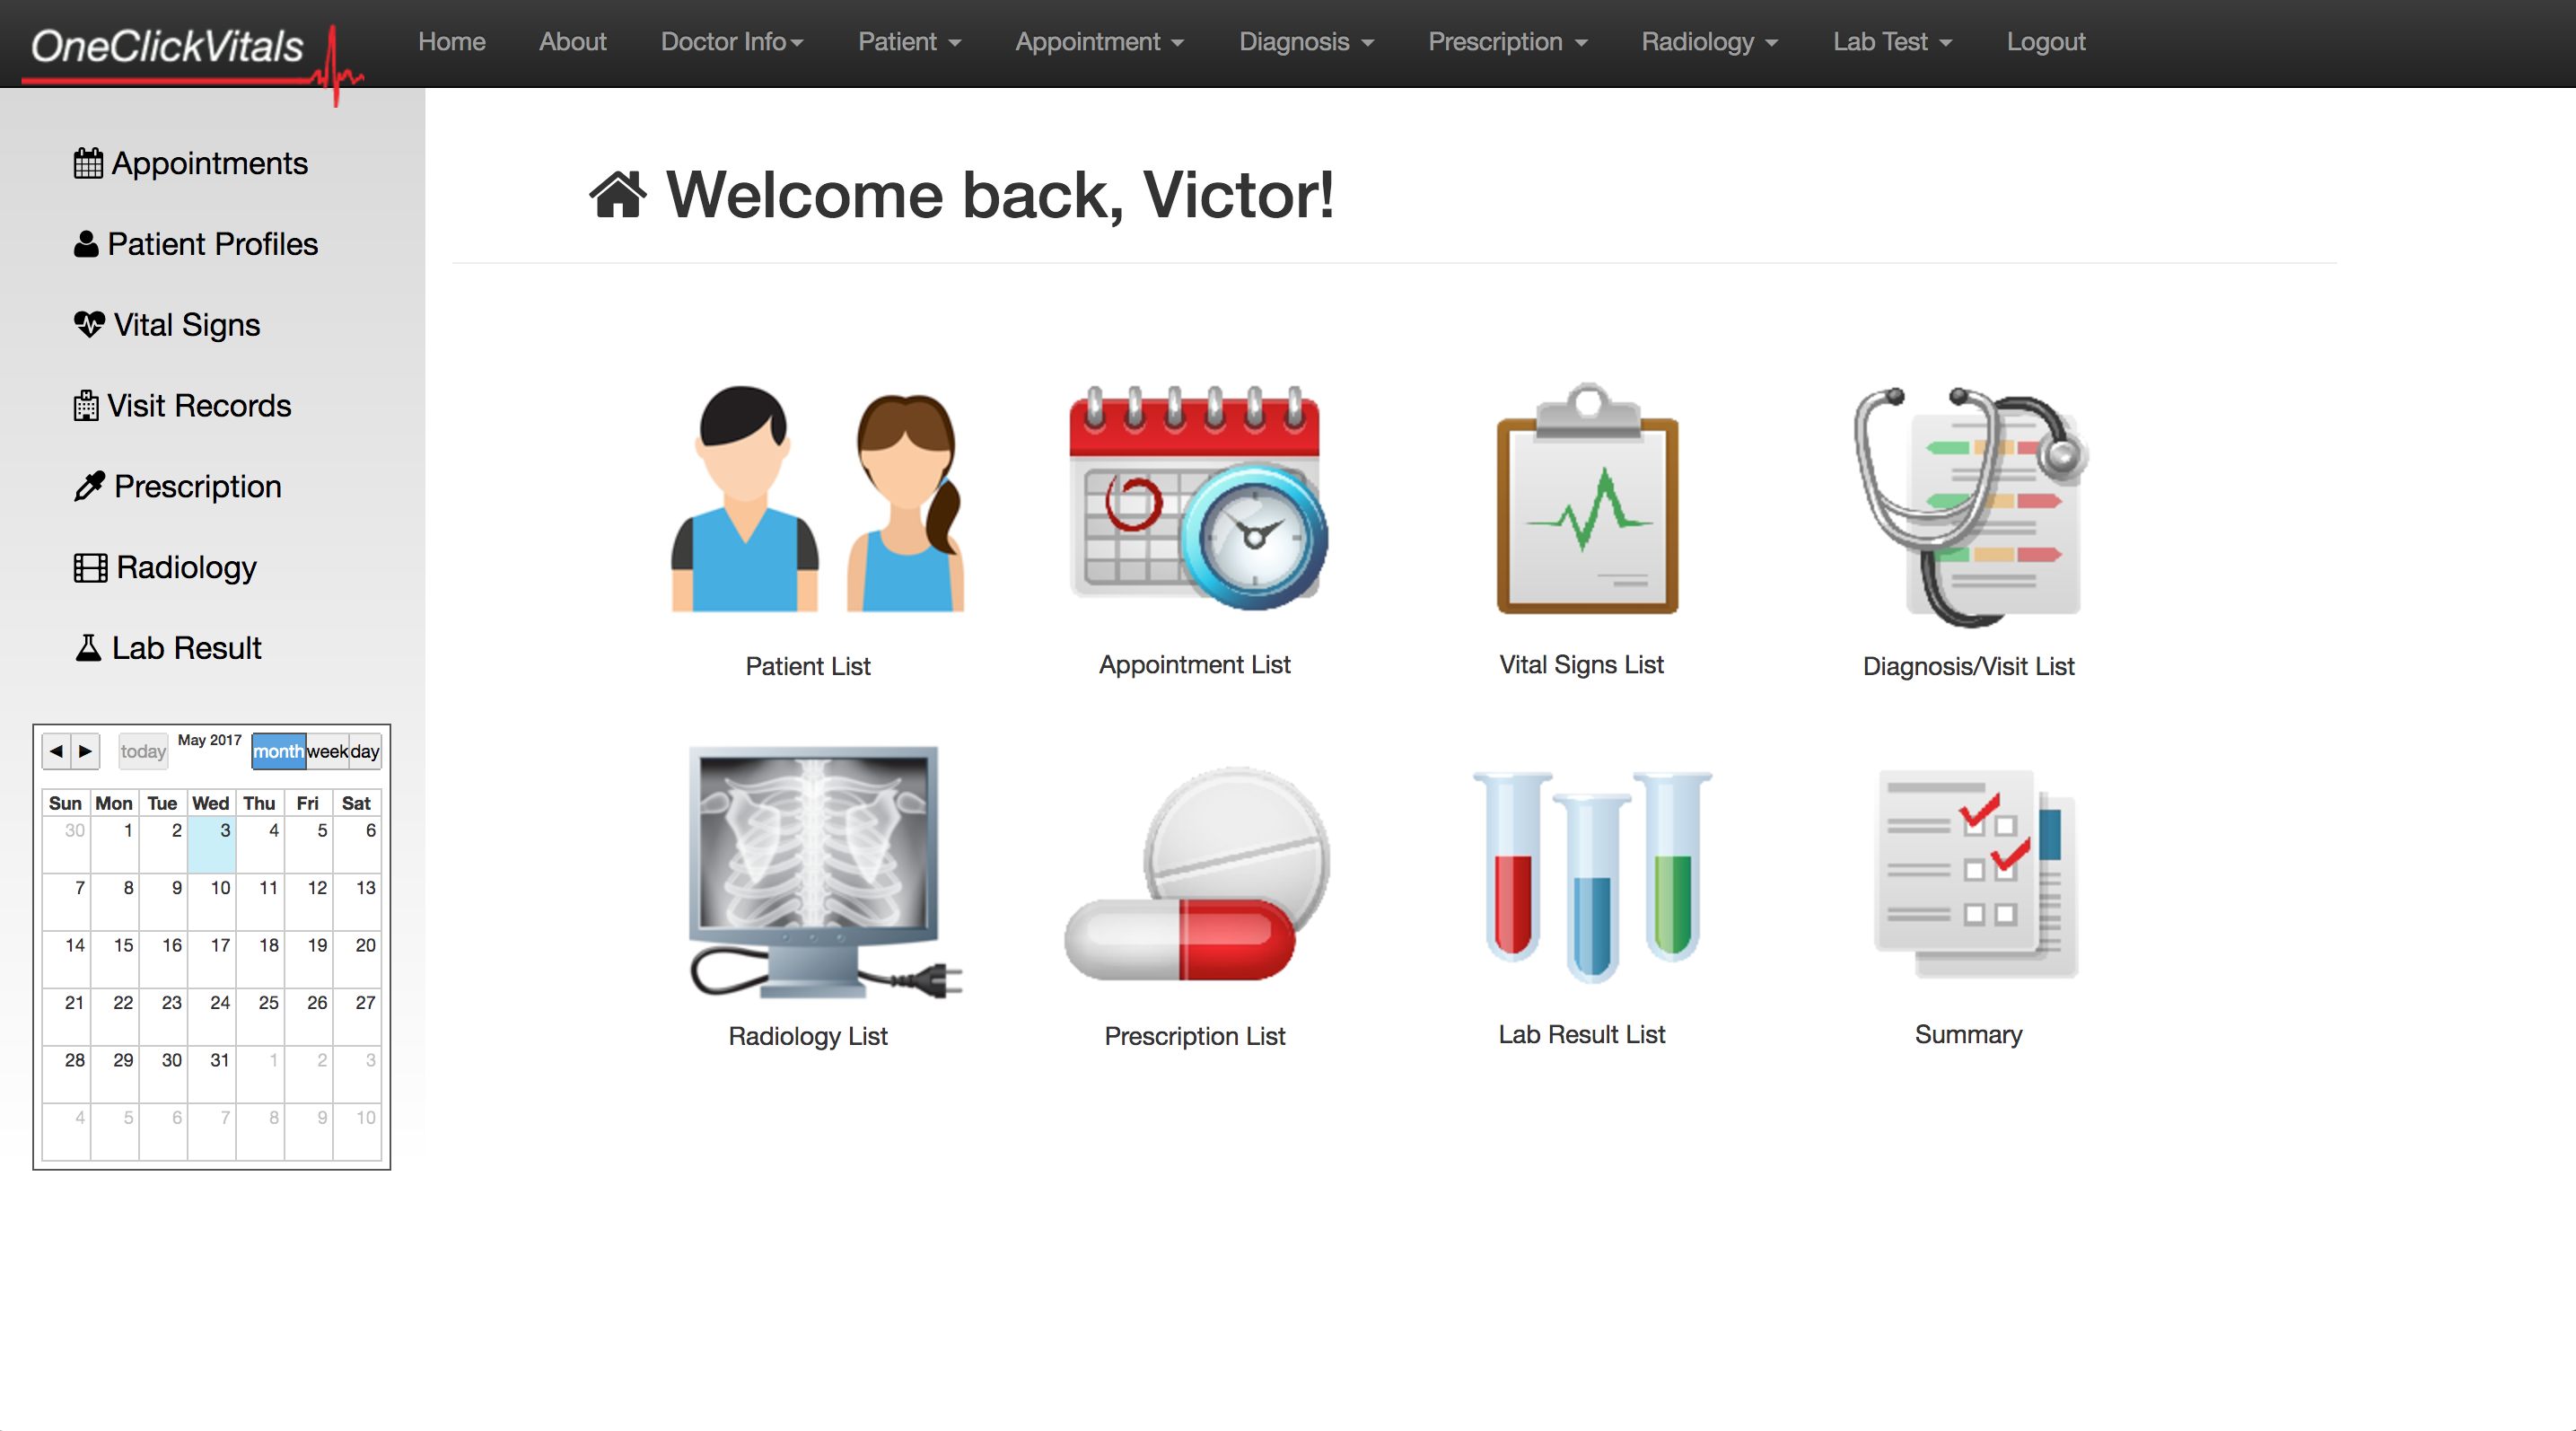 OneClickVitals
Home About Doctor Info Patient Appointment Diagnosis Prescription Radiology Lab Test Logout
Appointments
Patient Profiles
Vital Signs
Visit Records
Prescription
Radiology
Lab Result
today May 2017 month week day
Sun Mon Tue Wed Thu Fri Sat
30 1 2 3 4 5 6
7 8 9 10 11 12 13
14 15 16 17 18 19 20
21 22 23 24 25 26 27
28 29 30 31 1 2 3
4 5 6 7 8 9 10
Welcome back, Victor!
Patient List Appointment List Vital Signs List Diagnosis/Visit List
Radiology List Prescription List Lab Result List Summary